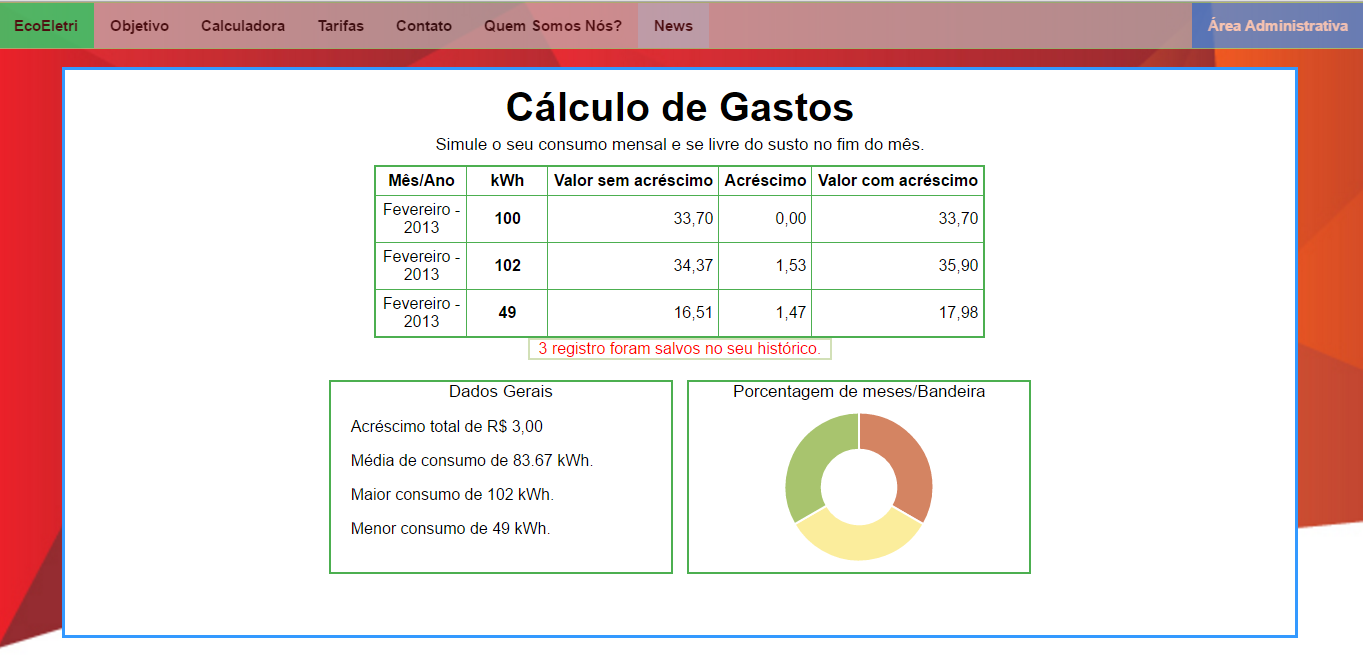 EcoEletri Objetivo Calculadora Tarifas Contato Quem Somos Nós? News Área Administrativa
Cálculo de Gastos
Simule o seu consumo mensal e se livre do susto no fim do mês.
Mês/Ano kWh Valor sem acréscimo Acréscimo Valor com acréscimo
Fevereiro -
2013 100 33,70 0,00 33,70
Fevereiro -
2013 102 34,37 1,53 35,90
Fevereiro -
2013 49 16,51 1,47 17,98
3 registro foram salvos no seu histórico.
Dados Gerais
Acréscimo total de R$ 3,00
Média de consumo de 83.67 kWh.
Maior consumo de 102 kWh.
Menor consumo de 49 kWh.
Porcentagem de meses/Bandeira